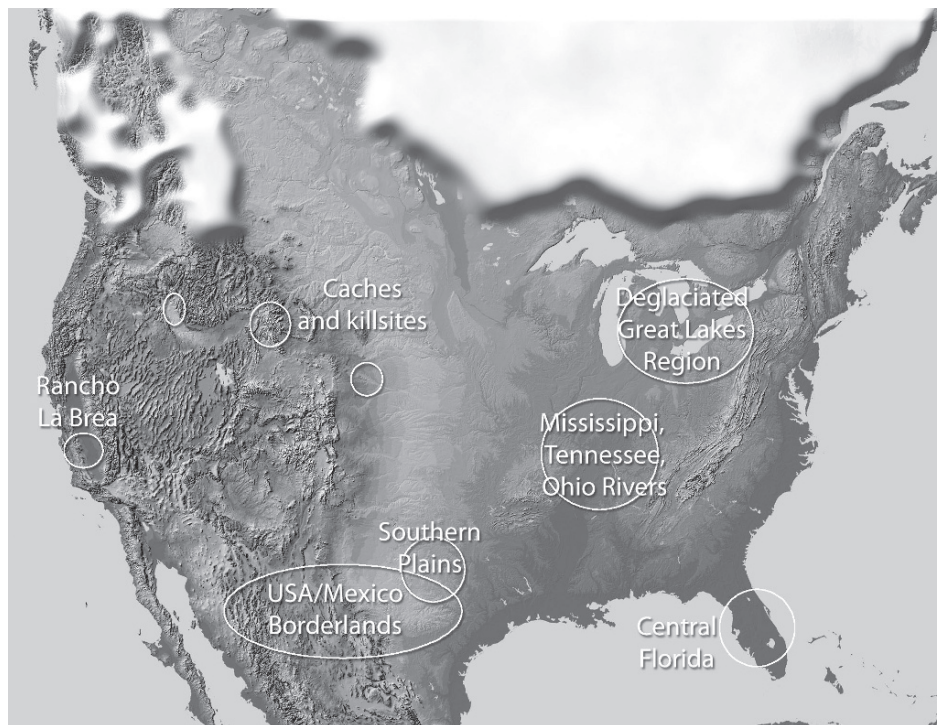 Caches
and killsites
Deglaciated
Great Lakes
Region
Rancho
La Brea
Mississippi,
Tennessee,
Ohio Rivers
Southern
Plains
USA/Mexico
Borderlands
Central
Florida